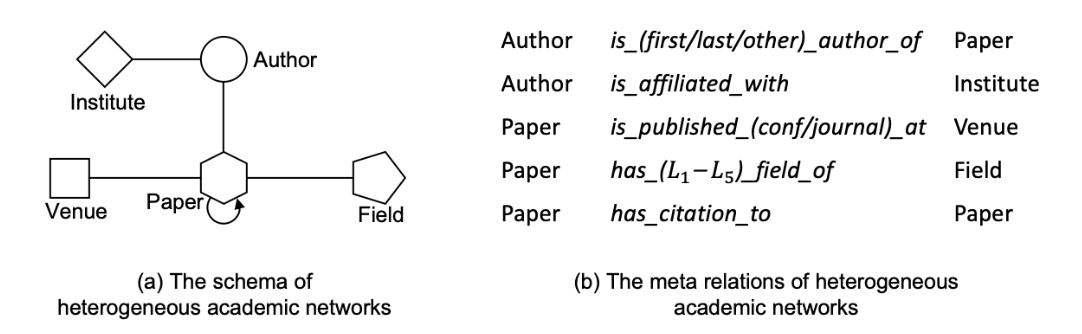 Institute
Author
Venue
Paper
Field
(a) The schema of
heterogeneous academic networks
Author is_(first/last/other)_author_of Paper
Author is_affiliated_with Institute
Paper is_published_(conf/journal)_at Venue
Paper has_(L₁−L₅)_field_of Field
Paper has_citation_to Paper
(b) The meta relations of heterogeneous
academic networks